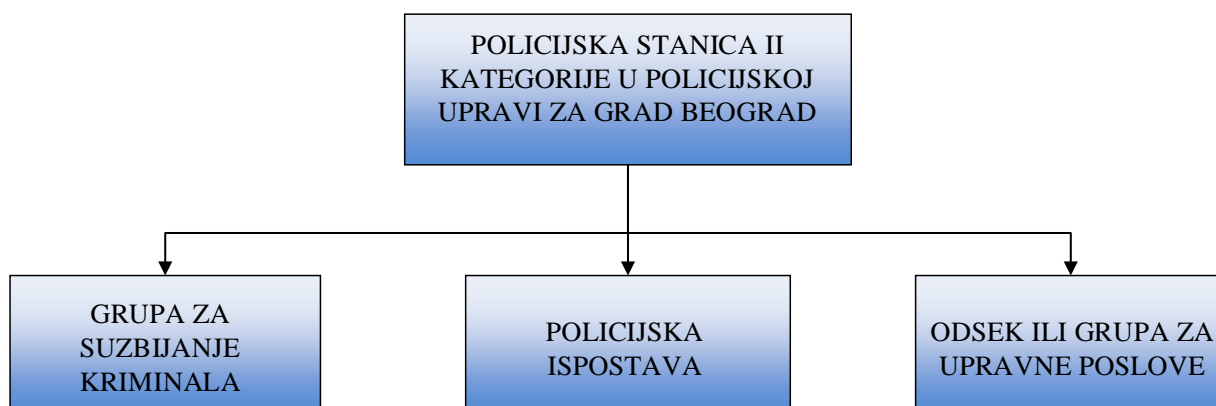 POLICIJSKA STANICA II
KATEGORIJE U POLICIJSKOJ
UPRAVI ZA GRAD BEOGRAD
GRUPA ZA
SUZBIJANJE
KRIMINALA
POLICIJSKA
ISPOSTAVA
ODSEK ILI GRUPA ZA
UPRAVNE POSLOVE